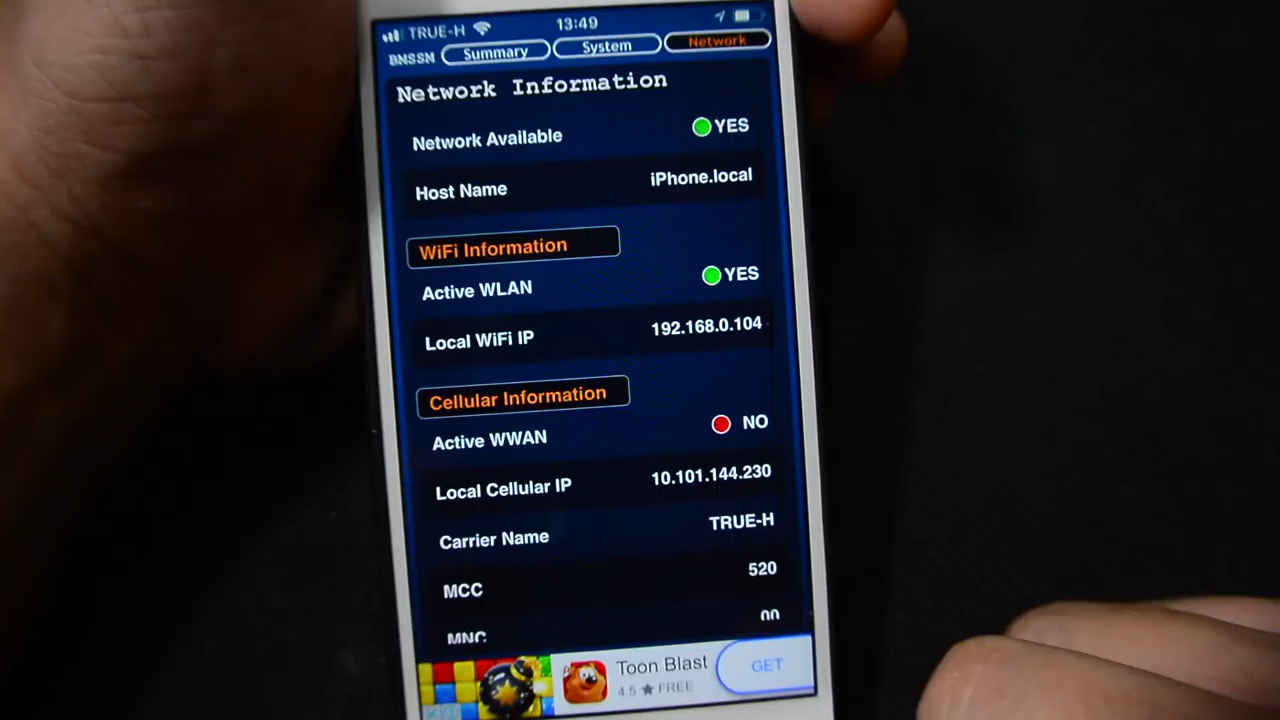 TRUE-H 13:49
BNSSM Summary System Network
Network Information
Network Available YES
Host Name iPhone.local
WiFi Information
Active WLAN YES
Local WiFi IP 192.168.0.104
Cellular Information
Active WWAN NO
Local Cellular IP 10.101.144.230
Carrier Name TRUE-H
MCC 520
MNC 00
Toon Blast GET
4.5 ★ FREE